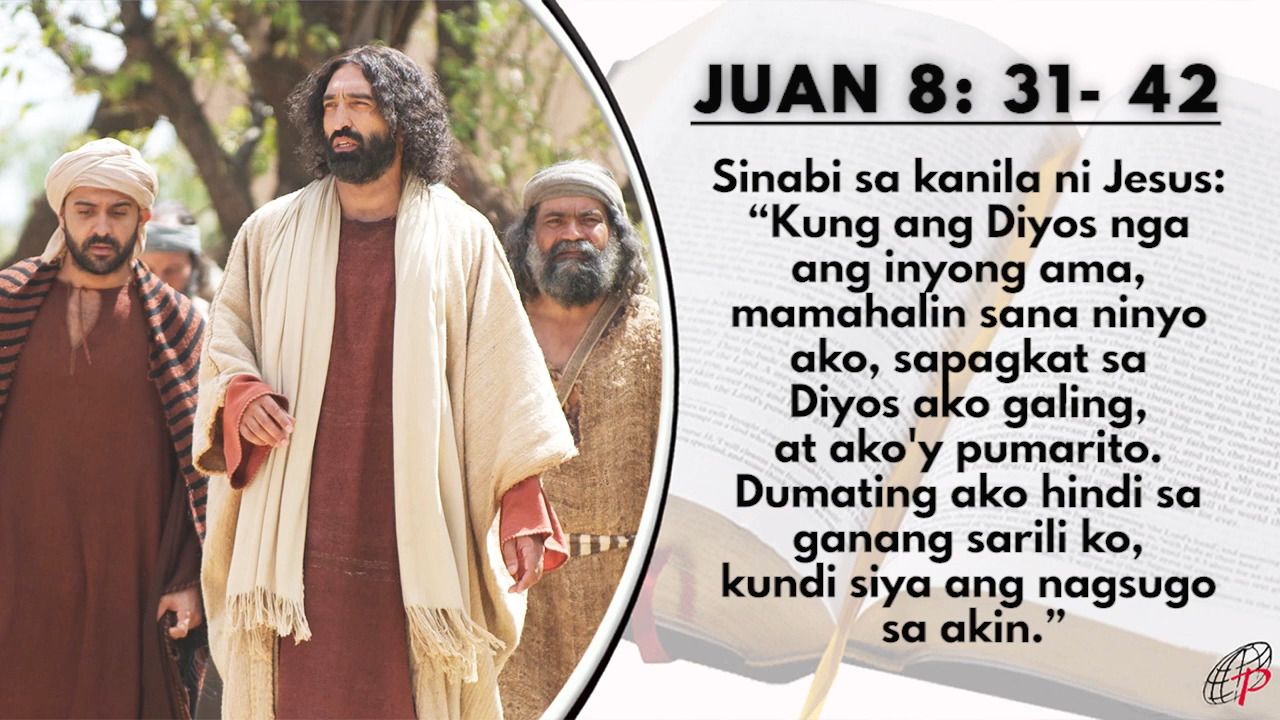 JUAN 8: 31- 42
Sinabi sa kanila ni Jesus:
“Kung ang Diyos nga
ang inyong ama,
mamahalin sana ninyo
ako, sapagkat sa
Diyos ako galing,
at ako'y pumarito.
Dumating ako hindi sa
ganang sarili ko,
kundi siya ang nagsugo
sa akin.”